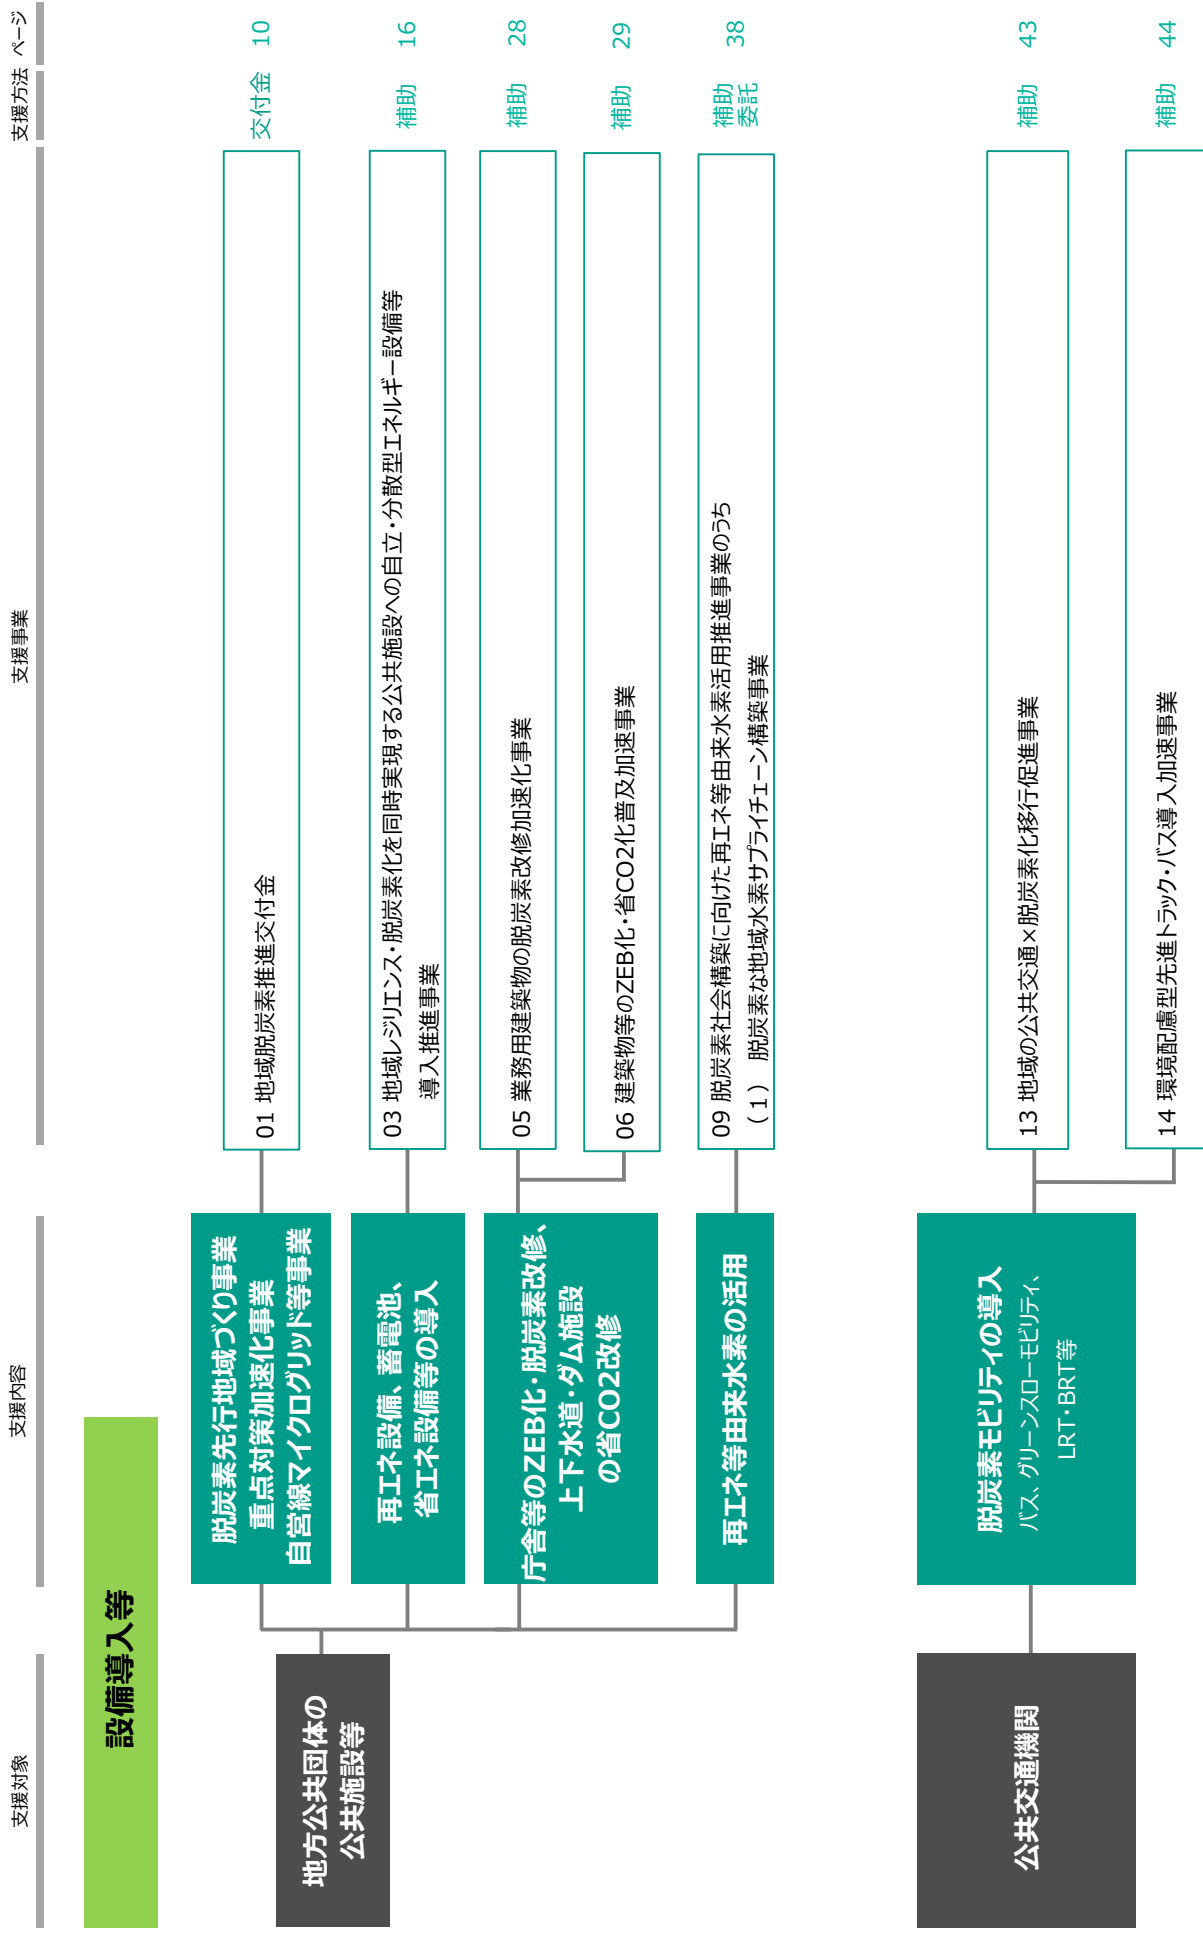 支援対象
支援内容
支援事業
支援方法
ページ
設備導入等
地方公共団体の
公共施設等
脱炭素先行地域づくり事業
重点対策加速化事業
自営線マイクログリッド等事業
01 地域脱炭素推進交付金
交付金
10
再エネ設備、蓄電池、
省エネ設備等の導入
03 地域レジリエンス・脱炭素化を同時実現する公共施設への自立・分散型エネルギー設備等
導入推進事業
補助
16
庁舎等のZEB化・脱炭素改修、
上下水道・ダム施設
の省CO2改修
05 業務用建築物の脱炭素改修加速化事業
補助
28
06 建築物等のZEB化・省CO2化普及加速事業
補助
29
再エネ等由来水素の活用
09 脱炭素社会構築に向けた再エネ等由来水素活用推進事業のうち
（１） 脱炭素な地域水素サプライチェーン構築事業
補助
委託
38
公共交通機関
脱炭素モビリティの導入
バス、グリーンスローモビリティ、
LRT・BRT等
13 地域の公共交通×脱炭素化移行促進事業
補助
43
14 環境配慮型先進トラック・バス導入加速事業
補助
44